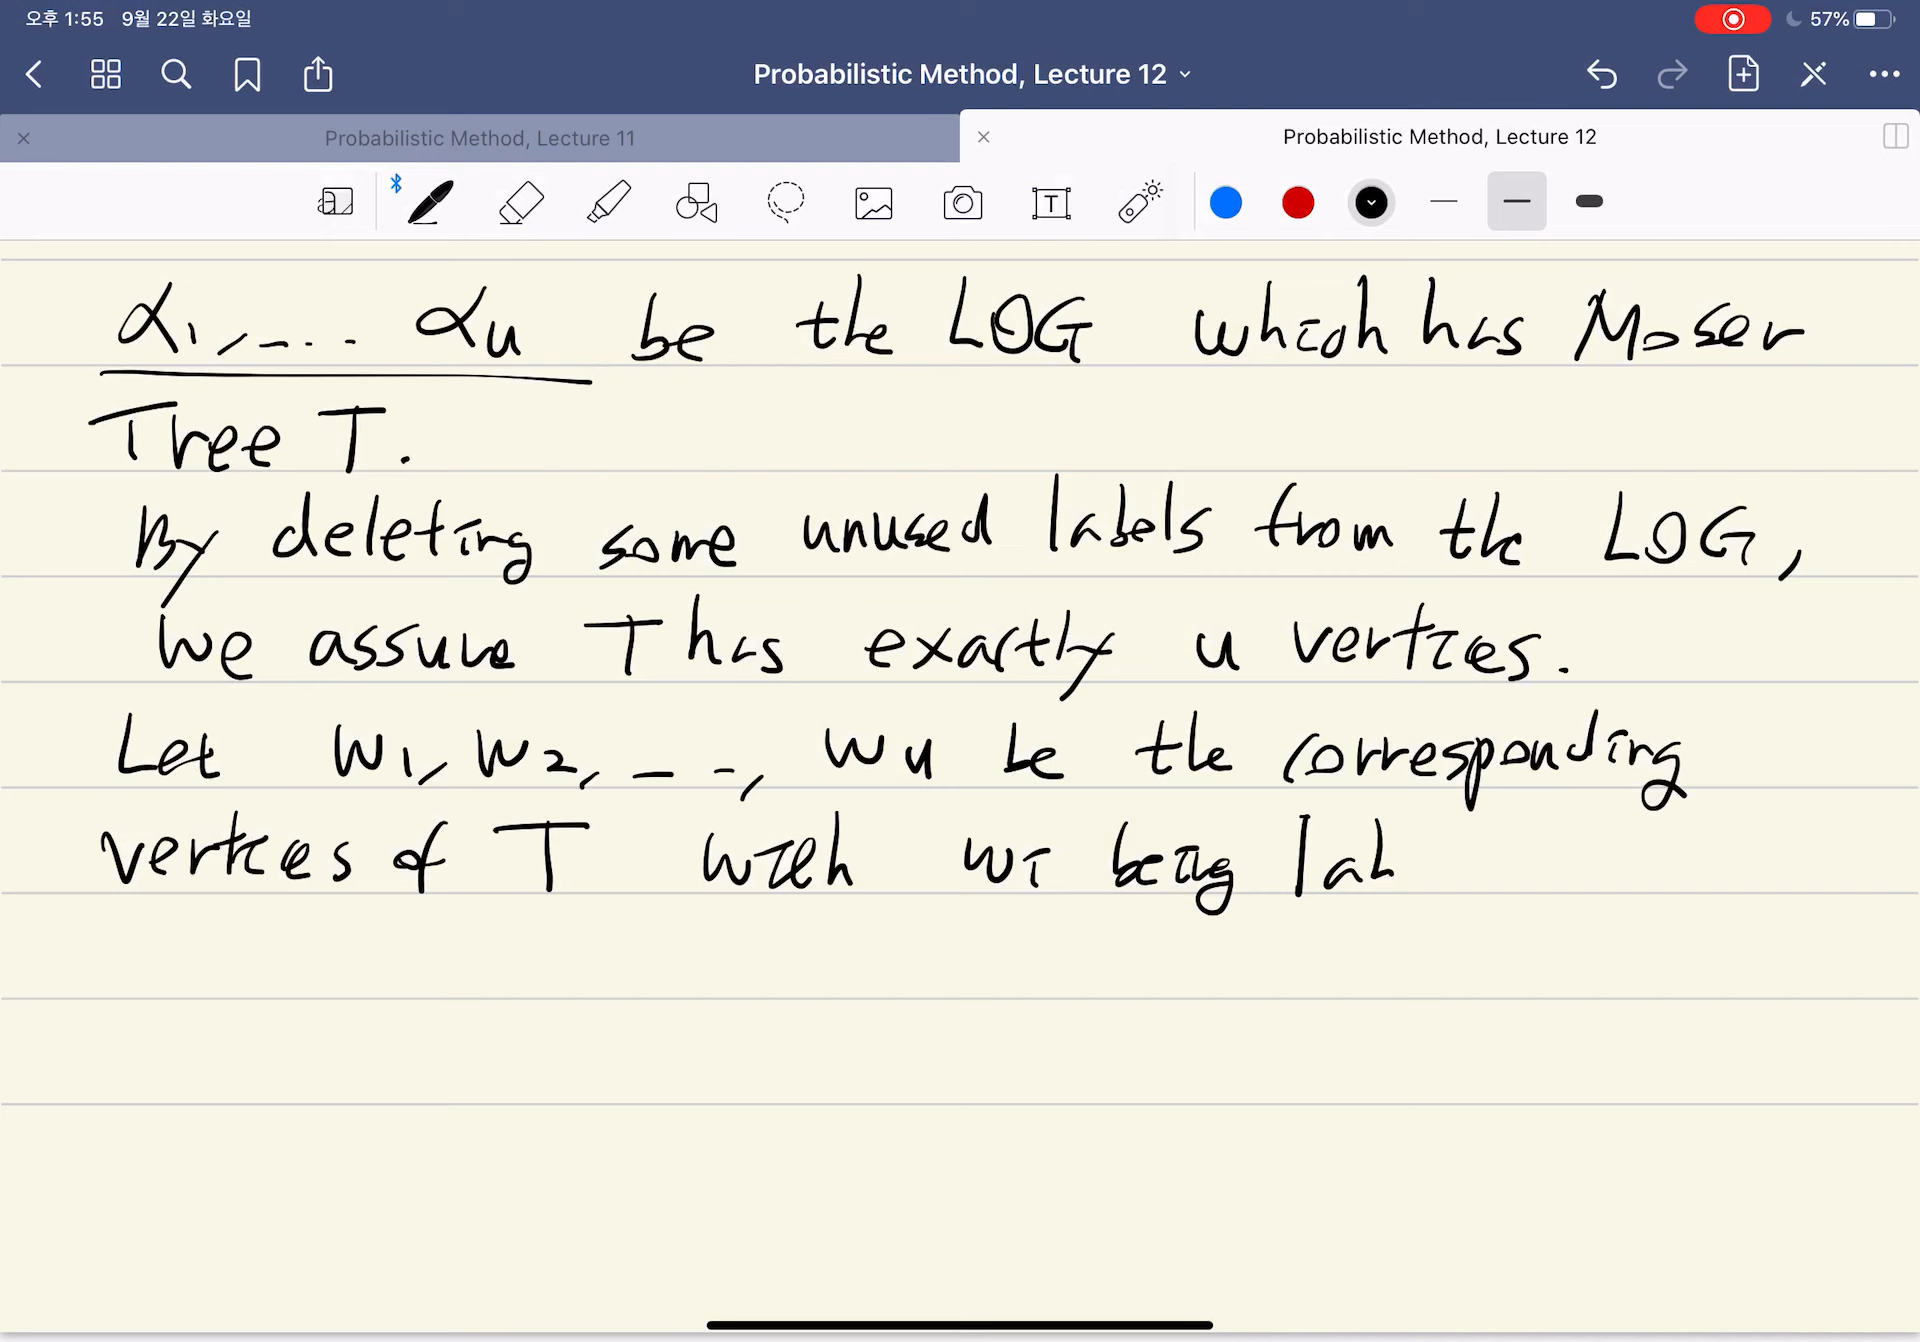 오후 1:55 9월 22일 화요일
57%
Probabilistic Method, Lecture 12
Probabilistic Method, Lecture 11
Probabilistic Method, Lecture 12
α1, ... αu be the LOG which has Moser
Tree T.
By deleting some unused labels from the LOG,
we assume T has exactly u vertices.
Let w1, w2, ---, wu be the corresponding
vertices of T with wi being lab